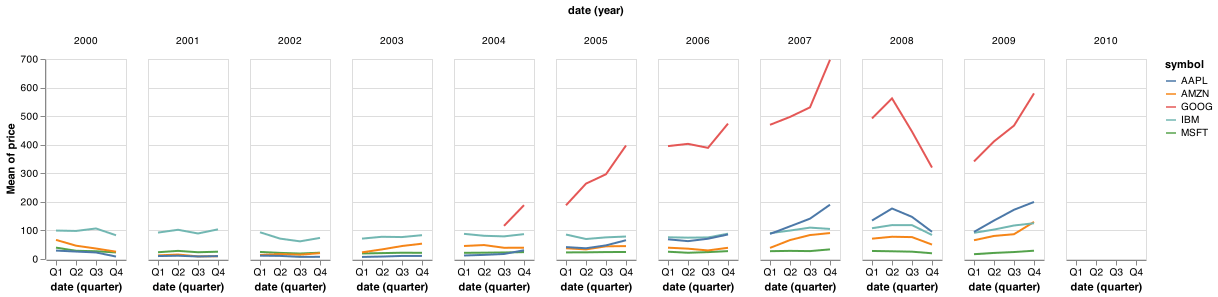 date (year)
2000 2001 2002 2003 2004 2005 2006 2007 2008 2009 2010
Mean of price
700
600
500
400
300
200
100
0
Q1 Q2 Q3 Q4 Q1 Q2 Q3 Q4 Q1 Q2 Q3 Q4 Q1 Q2 Q3 Q4 Q1 Q2 Q3 Q4 Q1 Q2 Q3 Q4 Q1 Q2 Q3 Q4 Q1 Q2 Q3 Q4 Q1 Q2 Q3 Q4 Q1 Q2 Q3 Q4 Q1 Q2 Q3 Q4
date (quarter) date (quarter) date (quarter) date (quarter) date (quarter) date (quarter) date (quarter) date (quarter) date (quarter) date (quarter) date (quarter)
symbol
AAPL
AMZN
GOOG
IBM
MSFT